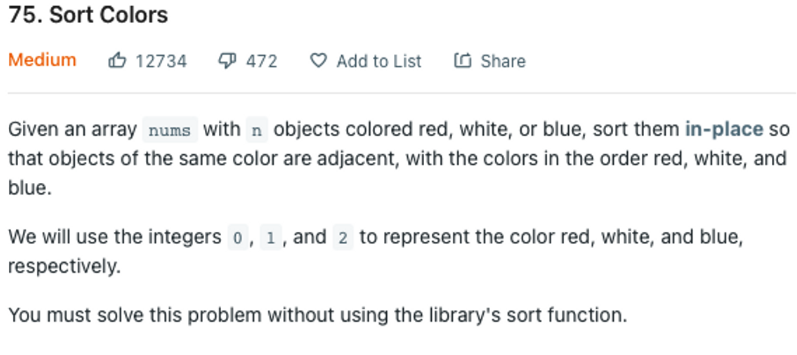 75. Sort Colors
Medium 12734 472 Add to List Share
Given an array nums with n objects colored red, white, or blue, sort them in-place so
that objects of the same color are adjacent, with the colors in the order red, white, and
blue.
We will use the integers 0, 1, and 2 to represent the color red, white, and blue,
respectively.
You must solve this problem without using the library's sort function.